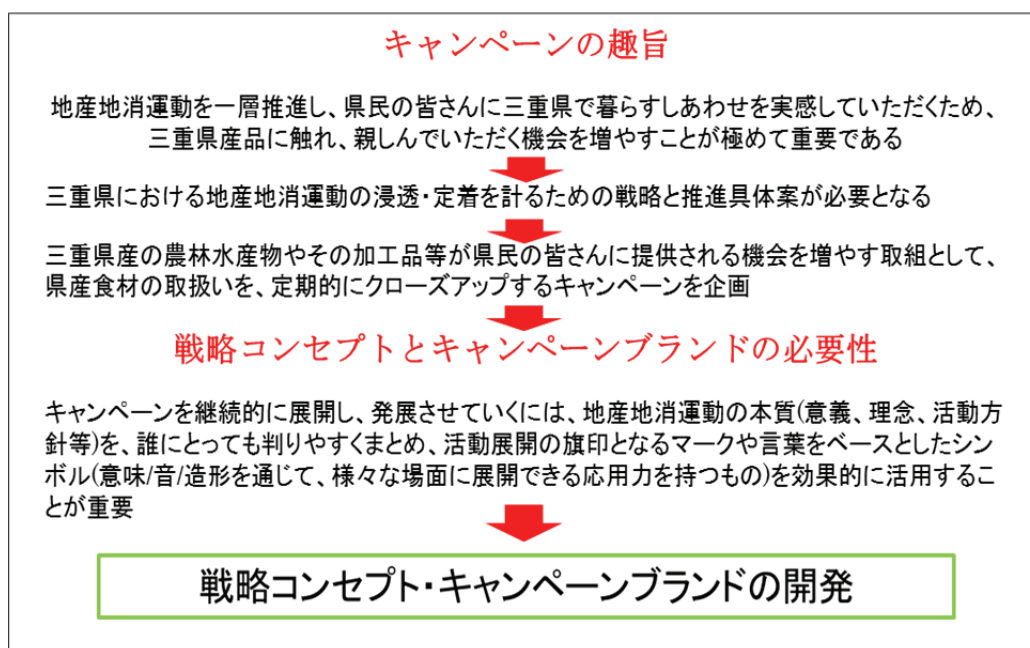 キャンペーンの趣旨
地産地消運動を一層推進し、県民の皆さんに三重県で暮らすしあわせを実感していただくため、
三重県産品に触れ、親しんでいただく機会を増やすことが極めて重要である
三重県における地産地消運動の浸透・定着を計るための戦略と推進具体案が必要となる
三重県産の農林水産物やその加工品等が県民の皆さんに提供される機会を増やす取組として、
県産食材の取扱いを、定期的にクローズアップするキャンペーンを企画
戦略コンセプトとキャンペーンブランドの必要性
キャンペーンを継続的に展開し、発展させていくには、地産地消運動の本質(意義、理念、活動方
針等)を、誰にとっても判りやすくまとめ、活動展開の旗印となるマークや言葉をベースとしたシン
ボル(意味/音/造形を通じて、様々な場面に展開できる応用力を持つもの)を効果的に活用するこ
とが重要
戦略コンセプト・キャンペーンブランドの開発